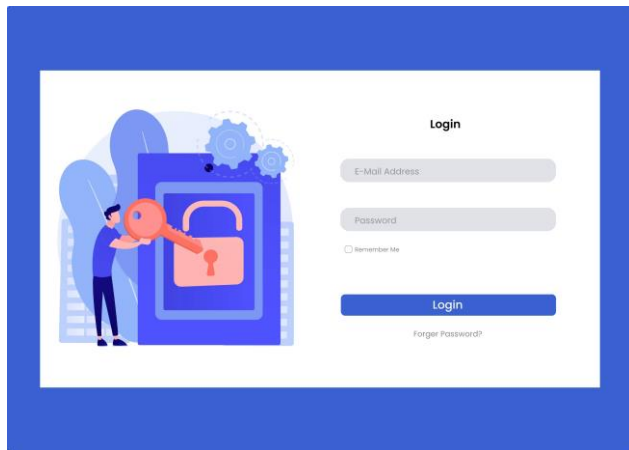 Login
E-Mail Address
Password
Remember Me
Login
Forger Password?